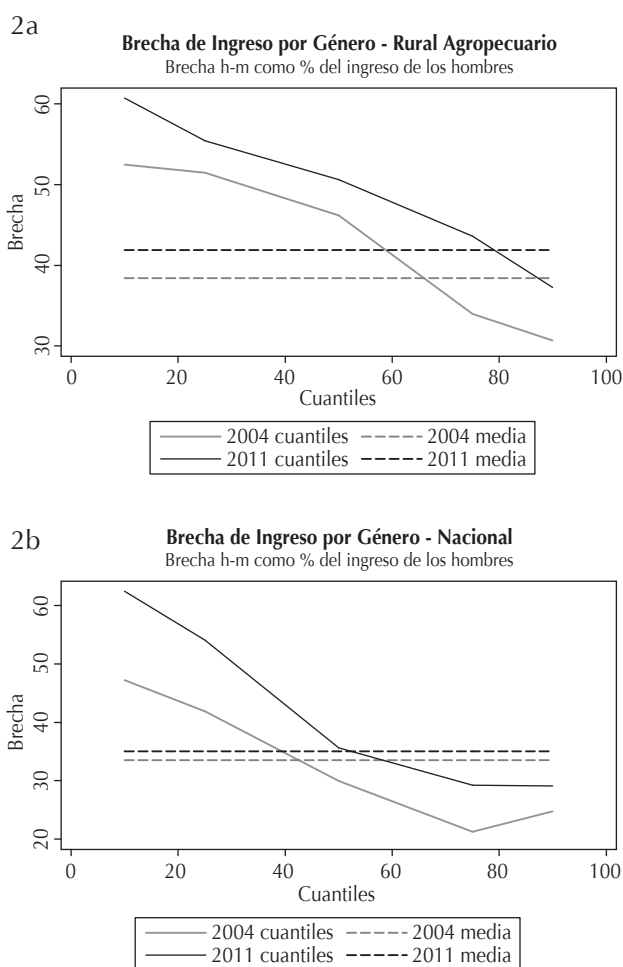 2a
Brecha de Ingreso por Género - Rural Agropecuario
Brecha h-m como % del ingreso de los hombres
60
50
40
30
Brecha
0 20 40 60 80 100
Cuantiles
2004 cuantiles 2004 media
2011 cuantiles 2011 media
2b
Brecha de Ingreso por Género - Nacional
Brecha h-m como % del ingreso de los hombres
60
50
40
30
20
Brecha
0 20 40 60 80 100
Cuantiles
2004 cuantiles 2004 media
2011 cuantiles 2011 media